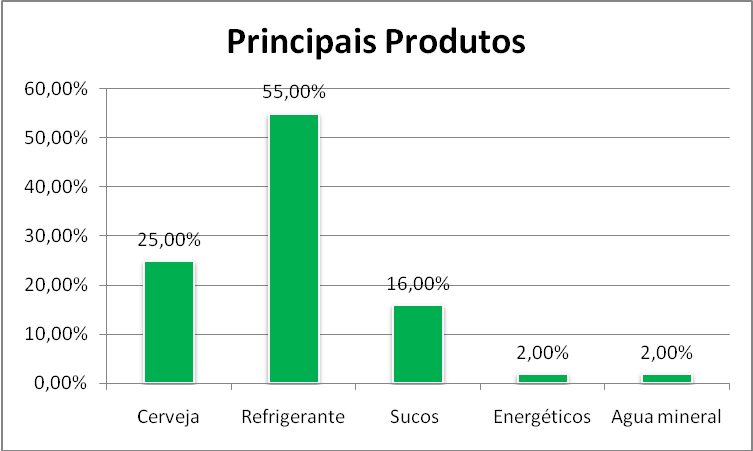 Principais Produtos
60,00%
50,00%
40,00%
30,00%
20,00%
10,00%
0,00%
25,00%
55,00%
16,00%
2,00%
2,00%
Cerveja
Refrigerante
Sucos
Energéticos
Agua mineral